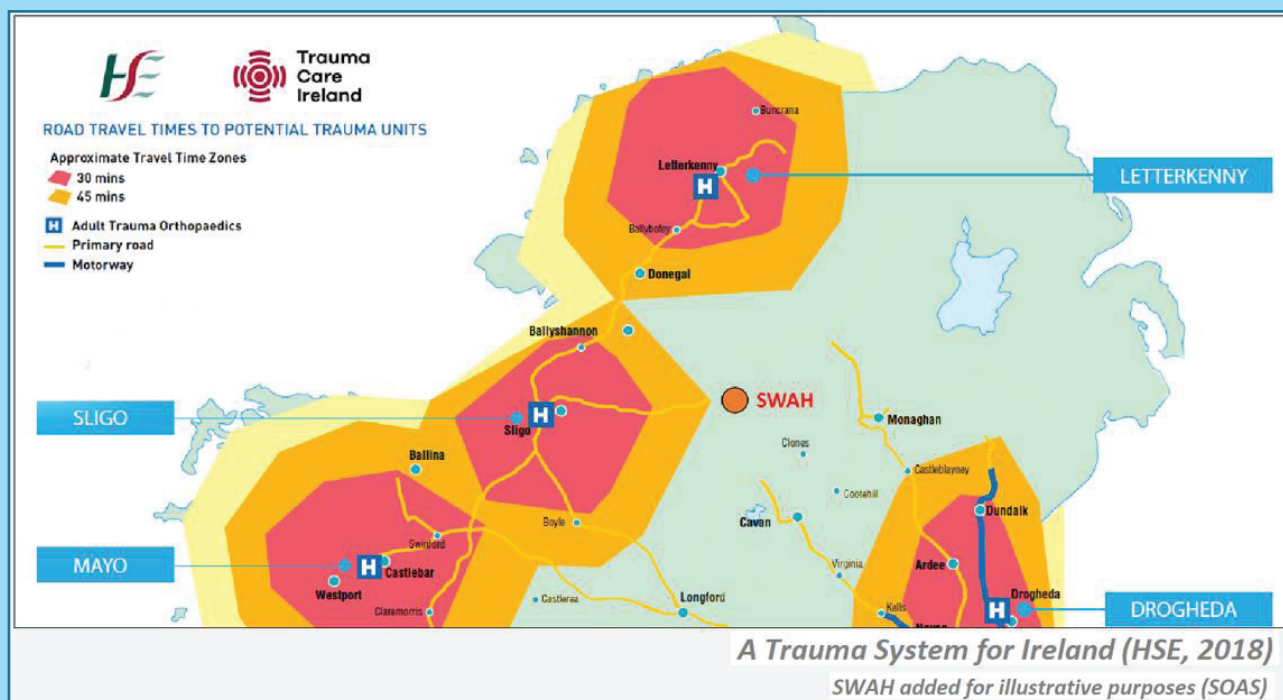 HSE
Trauma
Care
Ireland
ROAD TRAVEL TIMES TO POTENTIAL TRAUMA UNITS
Approximate Travel Time Zones
30 mins
45 mins
H Adult Trauma Orthopaedics
Primary road
Motorway
Buncrana
Letterkenny
LETTERKENNY
H
Ballybofey
Donegal
Ballyshannon
SWAH
SLIGO
H
Sligo
Monaghan
Clones
Ballina
Castleblayney
Cootehill
Dundalk
Cavan
Boyle
Swinford
MAYO
H
Castlebar
Westport
Virginia
Ardee
Castlerea
Longford
Claremorris
Kells
Drogheda
H
DROGHEDA
A Trauma System for Ireland (HSE, 2018)
SWAH added for illustrative purposes (SOAS)